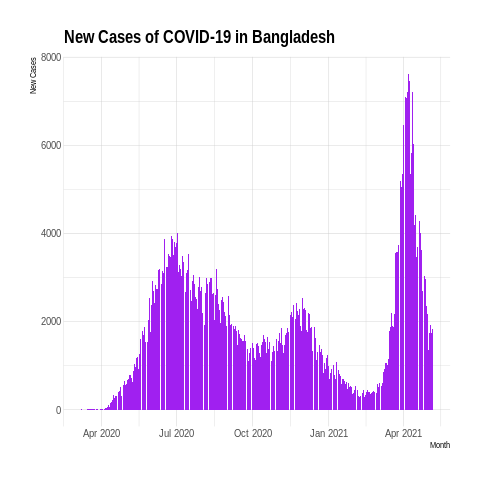 New Cases of COVID-19 in Bangladesh
New Cases
8000
6000
4000
2000
0
Apr 2020 Jul 2020 Oct 2020 Jan 2021 Apr 2021
Month